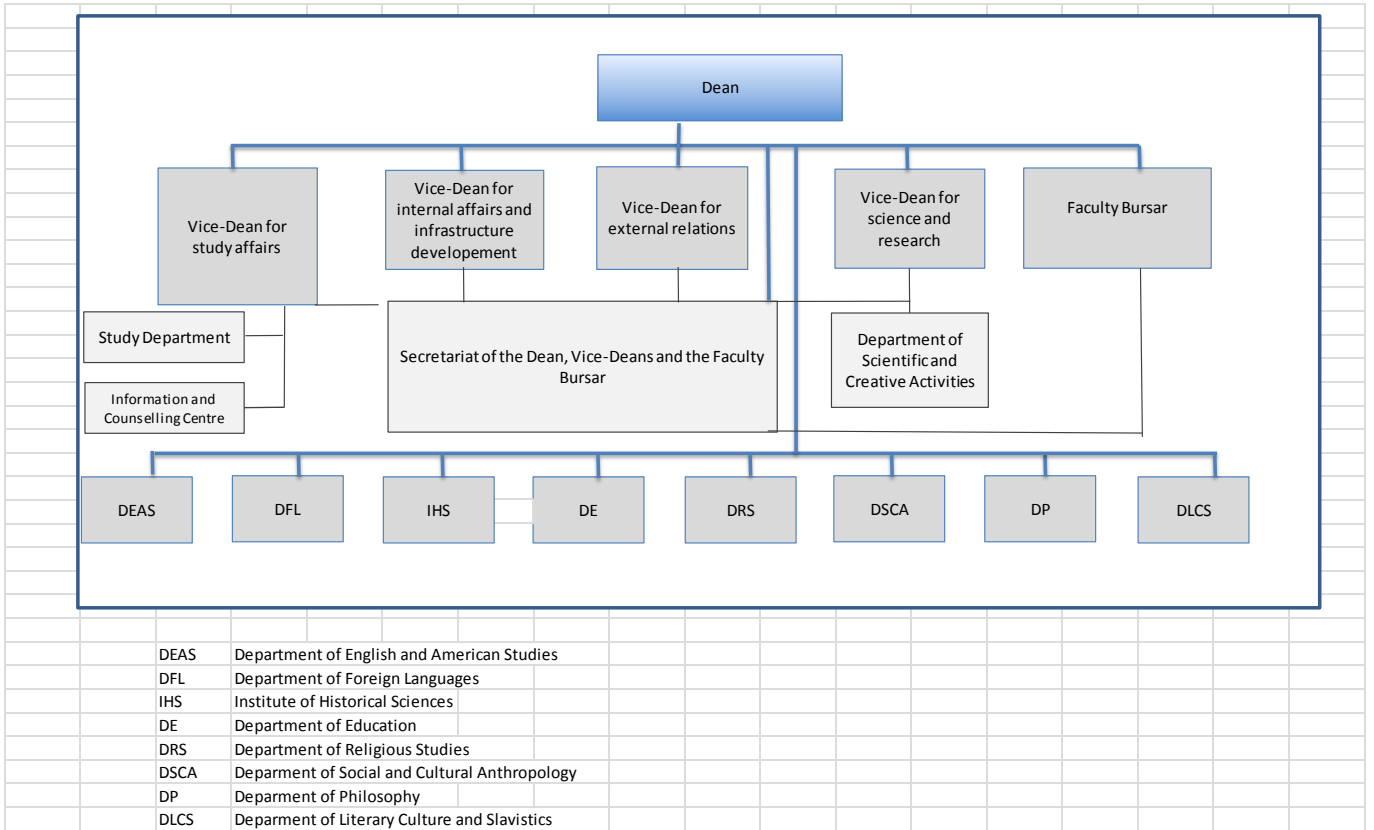 Dean
Vice-Dean for
study affairs
Vice-Dean for
internal affairs and
infrastructure
developement
Vice-Dean for
external relations
Vice-Dean for
science and
research
Faculty Bursar
Study Department
Information and
Counselling Centre
Secretariat of the Dean, Vice-Deans and the Faculty
Bursar
Department of
Scientific and
Creative Activities
DEAS
DFL
IHS
DE
DRS
DSCA
DP
DLCS
DEAS Department of English and American Studies
DFL Department of Foreign Languages
IHS Institute of Historical Sciences
DE Department of Education
DRS Department of Religious Studies
DSCA Deparment of Social and Cultural Anthropology
DP Deparment of Philosophy
DLCS Deparment of Literary Culture and Slavistics